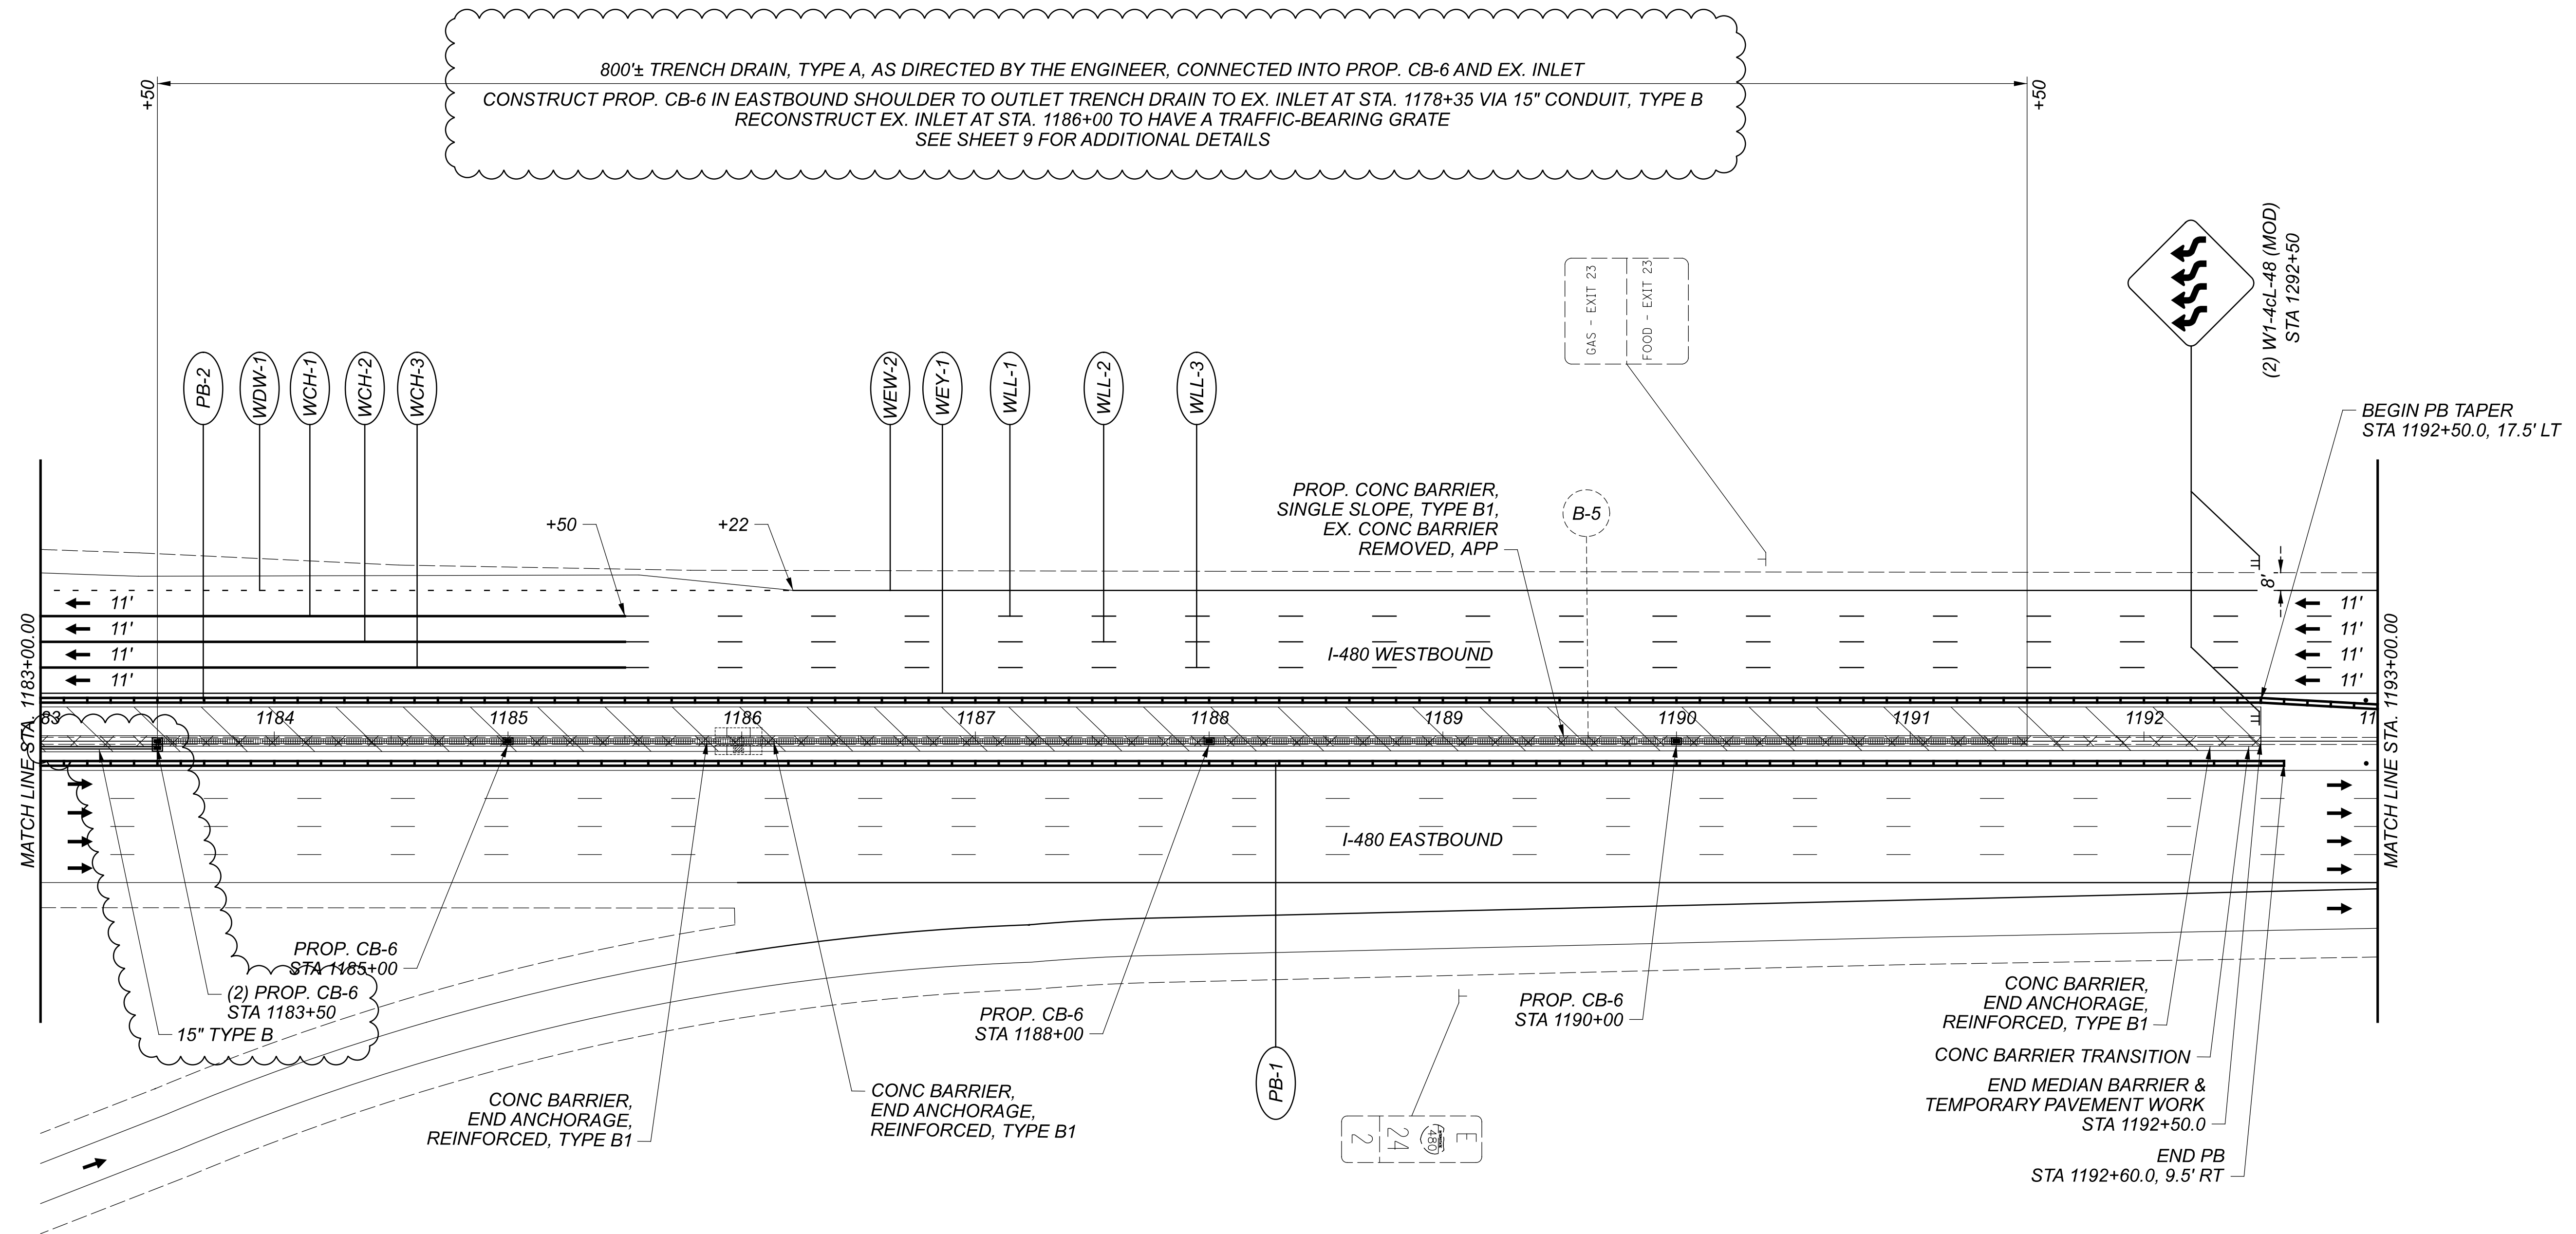 800'± TRENCH DRAIN, TYPE A, AS DIRECTED BY THE ENGINEER, CONNECTED INTO PROP. CB-6 AND EX. INLET
CONSTRUCT PROP. CB-6 IN EASTBOUND SHOULDER TO OUTLET TRENCH DRAIN TO EX. INLET AT STA. 1178+35 VIA 15" CONDUIT, TYPE B
RECONSTRUCT EX. INLET AT STA. 1186+00 TO HAVE A TRAFFIC-BEARING GRATE
SEE SHEET 9 FOR ADDITIONAL DETAILS
+50
+50
(2) W1-4cL-48 (MOD)
STA 1292+50
GAS - EXIT 23
FOOD - EXIT 23
PB-2
WDW-1
WCH-1
WCH-2
WCH-3
WEW-2
WEY-1
WLL-1
WLL-2
WLL-3
BEGIN PB TAPER
STA 1192+50.0, 17.5' LT
PROP. CONC BARRIER,
SINGLE SLOPE, TYPE B1,
EX. CONC BARRIER
REMOVED, APP
B-5
+50
+22
8'
11'
11'
11'
11'
11'
11'
11'
11'
I-480 WESTBOUND
MATCH LINE STA. 1183+00.00
MATCH LINE STA. 1193+00.00
83
1184
1185
1186
1187
1188
1189
1190
1191
1192
11
I-480 EASTBOUND
PROP. CB-6
STA 1185+00
(2) PROP. CB-6
STA 1183+50
15" TYPE B
CONC BARRIER,
END ANCHORAGE,
REINFORCED, TYPE B1
CONC BARRIER,
END ANCHORAGE,
REINFORCED, TYPE B1
PROP. CB-6
STA 1188+00
PB-1
PROP. CB-6
STA 1190+00
E
480
24
2
CONC BARRIER,
END ANCHORAGE,
REINFORCED, TYPE B1
CONC BARRIER TRANSITION
END MEDIAN BARRIER &
TEMPORARY PAVEMENT WORK
STA 1192+50.0
END PB
STA 1192+60.0, 9.5' RT